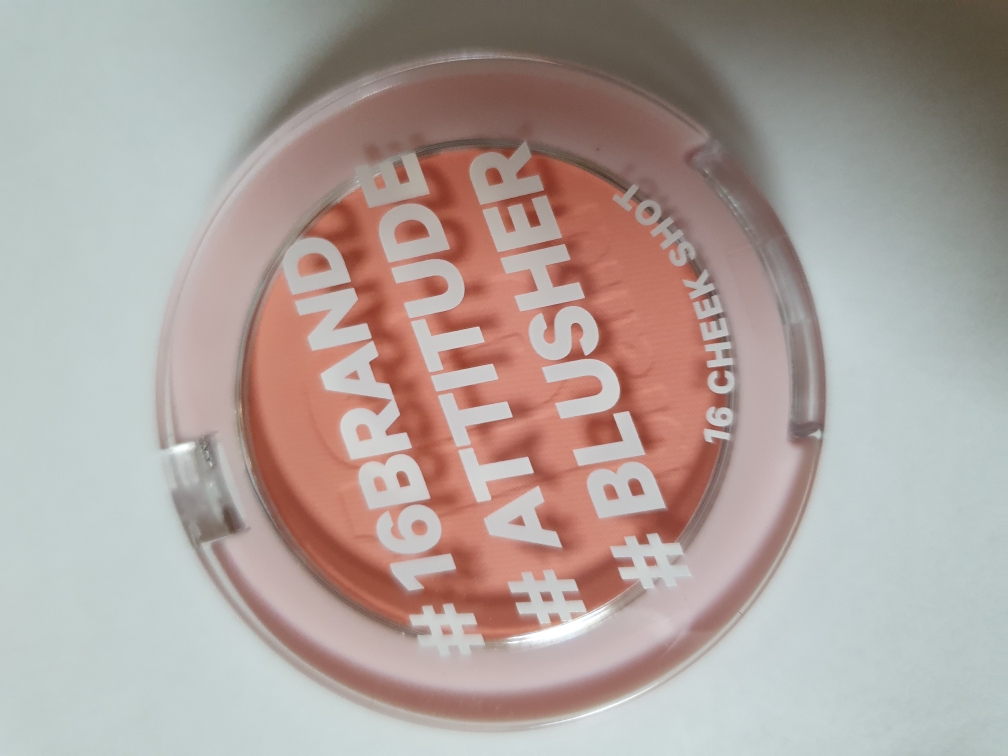 #16BRAND
#ATTITUDE
#BLUSHER
16 CHEEK SHOT